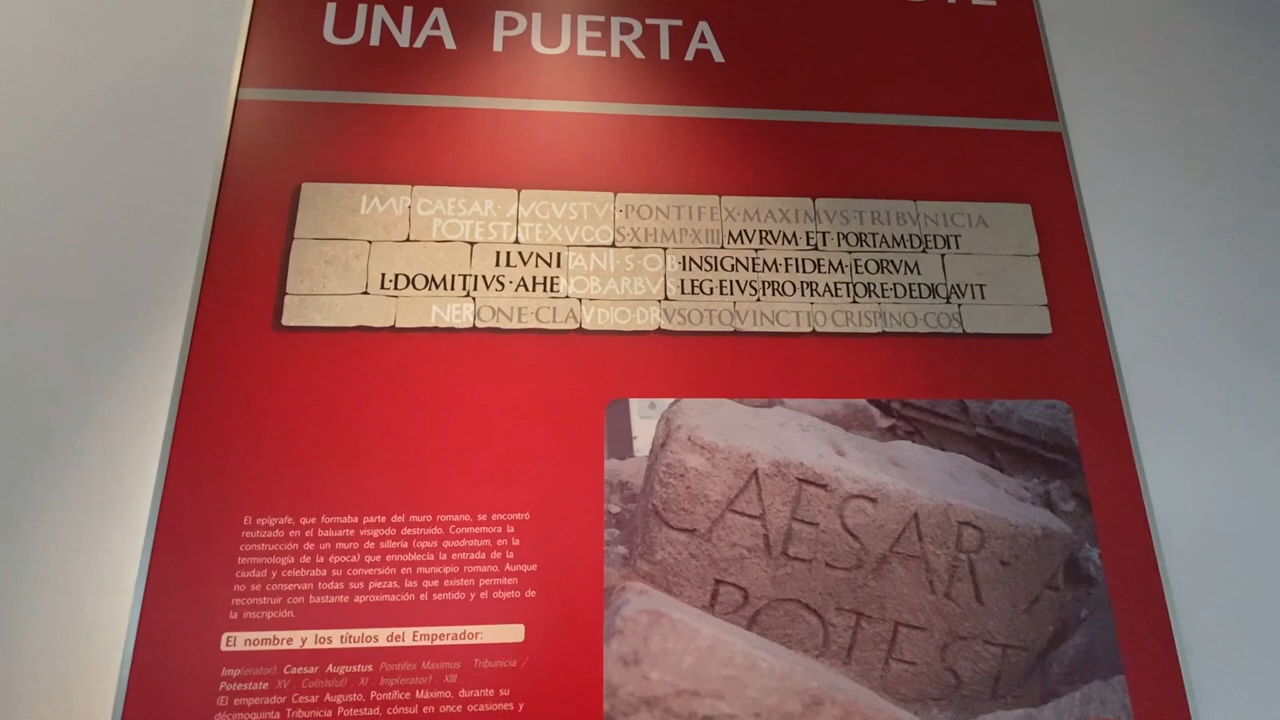 UNA PUERTA
IMP·CAESAR·AVGVSTVS·PONTIFEX·MAXIMVS·TRIBVNICIA
POTESTATE·XV·COS·XI·IMP·XIII·MVRVM·ET·PORTAM·DEDIT
ILVNITANI·S·OB·INSIGNEM·FIDEM·EORVM
L·DOMITIVS·AHENOBARBVS·LEG·EIVS·PRO·PRAETORE·DEDICAVIT
NERONE·CLAVDIO·DRVSO·T·QVINCTIO·CRISPINO·COS
CAESAR·A
POTEST
El epígrafe, que formaba parte del muro romano, se encontró
reutizado en el baluarte visigodo destruido. Conmemora la
construcción de un muro de sillería (opus quadratum, en la
terminología de la época) que ennoblecía la entrada de la
ciudad y celebraba su conversión en municipio romano. Aunque
no se conservan todas sus piezas, las que existen permiten
reconstruir con bastante aproximación el sentido y el objeto de
la inscripción.
El nombre y los títulos del Emperador:
Imp(erator). Caesar. Augustus. Pontifex Maximus . Tribunicia /
Potestate XV . Co(n)s(ul) . XI . Imp(erator) . XIII .
(El emperador Cesar Augusto, Pontífice Máximo, durante su
décimoquinta Tribunicia Potestad, cónsul en once ocasiones y